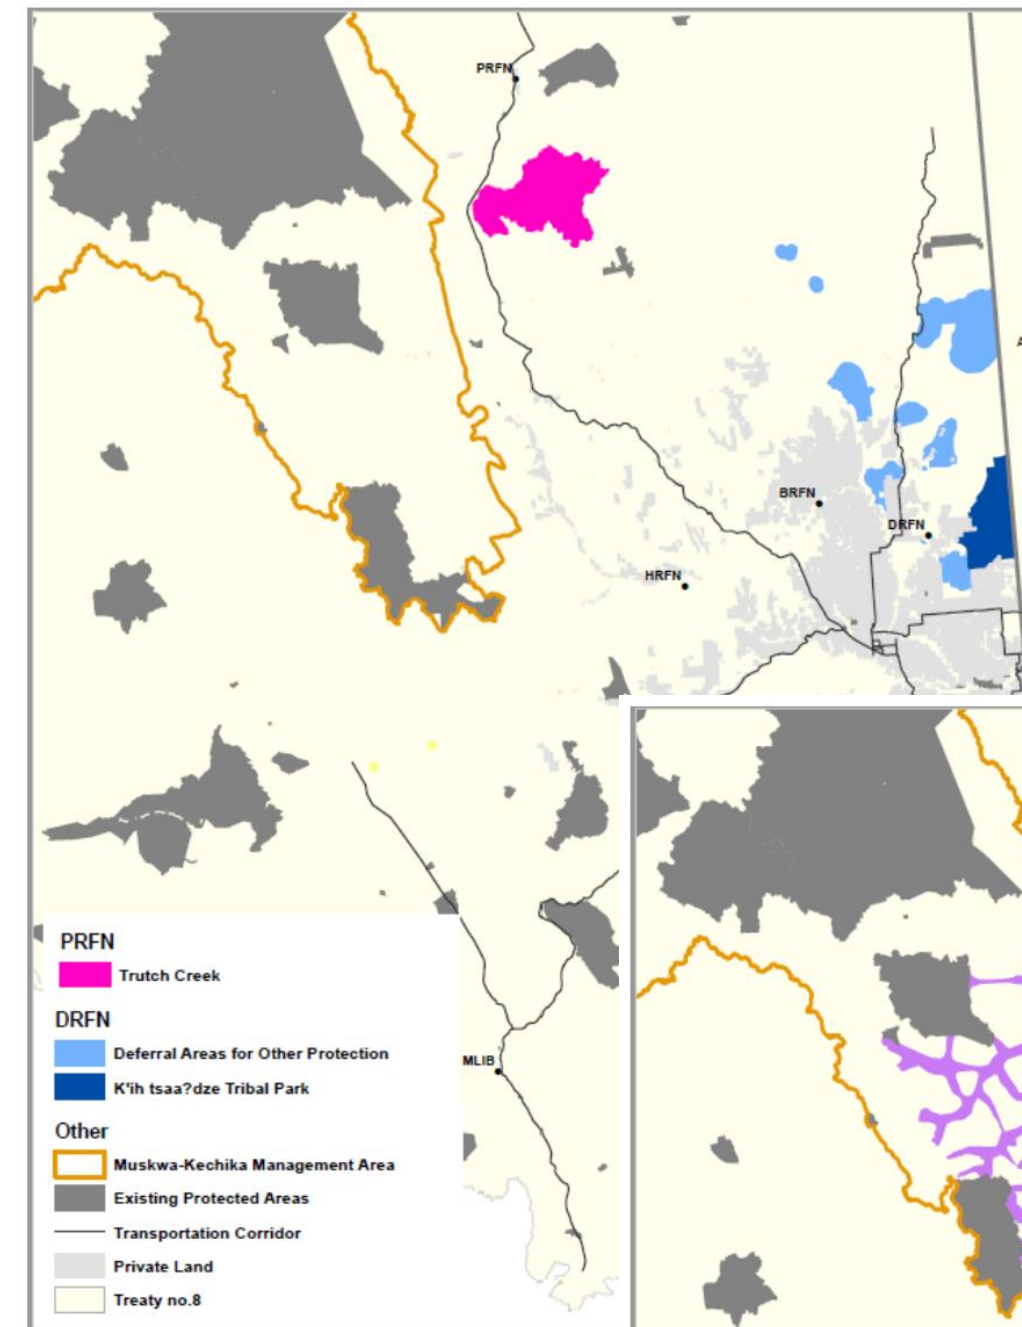 PRFN
A
BRFN
DRFN
HRFN
MLIB
PRFN
Trutch Creek
DRFN
Deferral Areas for Other Protection
K'ih tsaa?dze Tribal Park
Other
Muskwa-Kechika Management Area
Existing Protected Areas
Transportation Corridor
Private Land
Treaty no.8